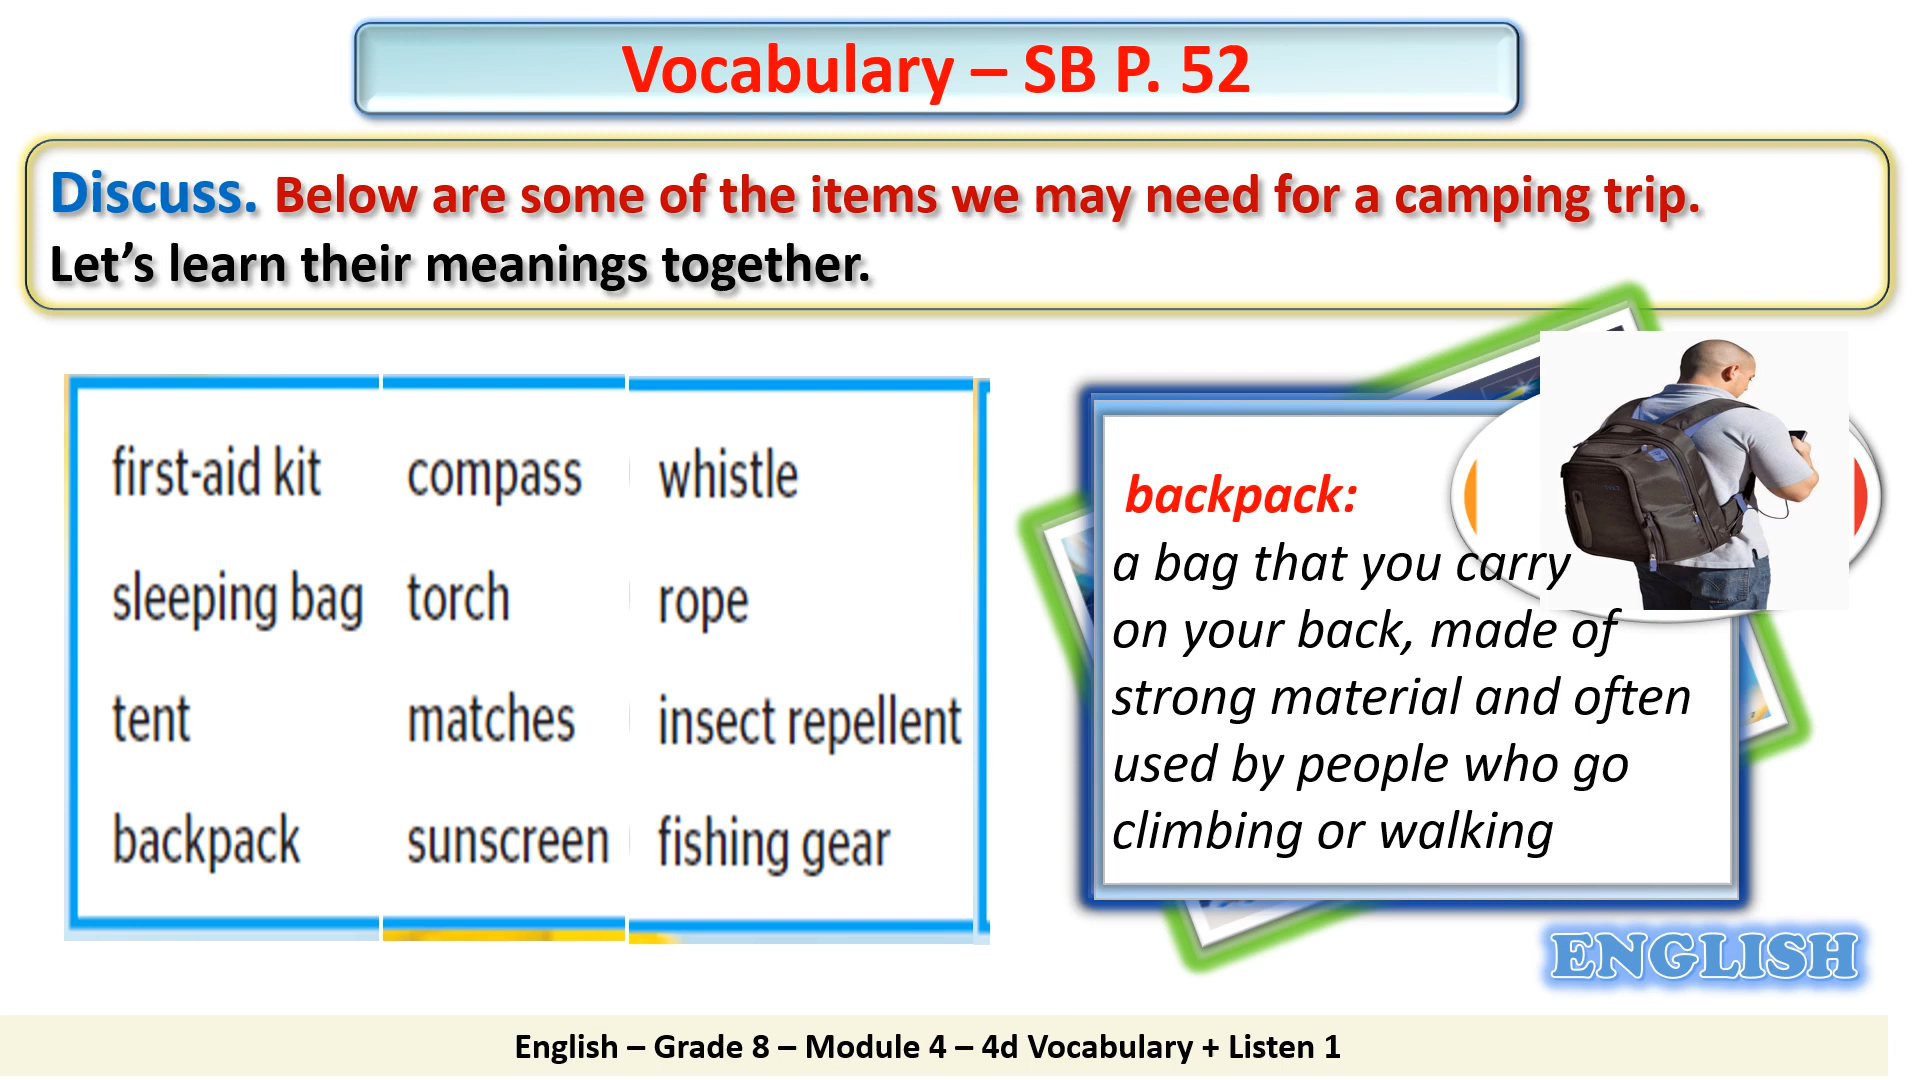 Vocabulary – SB P. 52
Discuss. Below are some of the items we may need for a camping trip.
Let's learn their meanings together.
first-aid kit compass whistle
sleeping bag torch rope
tent matches insect repellent
backpack sunscreen fishing gear
backpack:
a bag that you carry
on your back, made of
strong material and often
used by people who go
climbing or walking
ENGLISH
English – Grade 8 – Module 4 – 4d Vocabulary + Listen 1